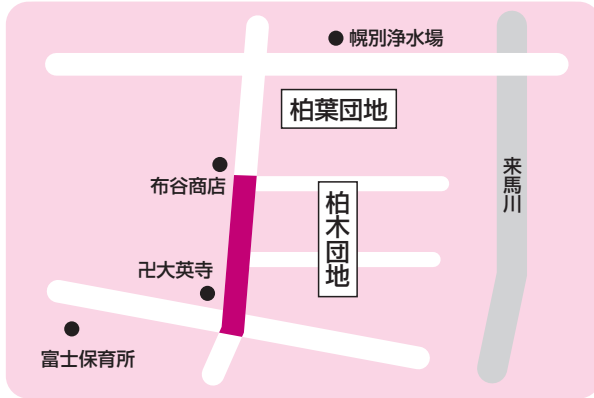 幌別浄水場
柏葉団地
来馬川
布谷商店
柏木団地
卍大英寺
富士保育所